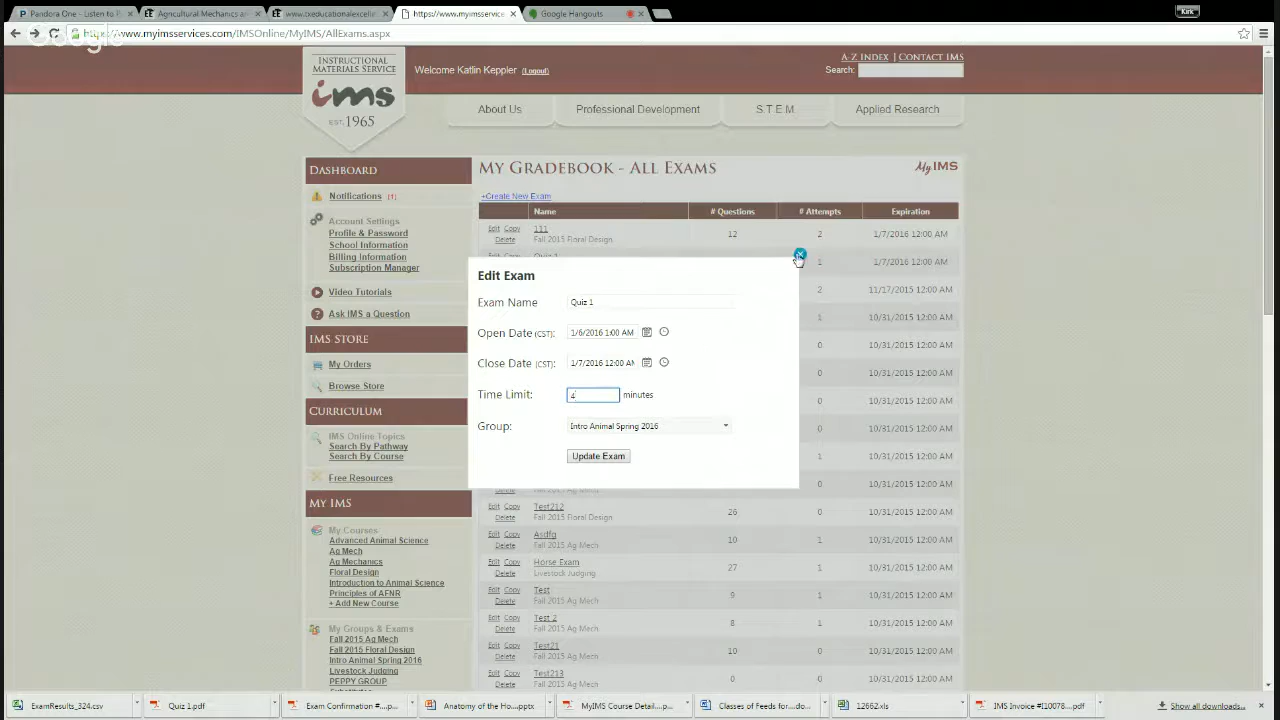 Pandora One - Listen to F
Agricultural Mechanics an
www.txeducationalexcelle
https://www.myimsservice
Google Hangouts
Kirk
https://www.myimsservices.com/IMSOnline/MyIMS/AllExams.aspx
Google
INSTRUCTIONAL
MATERIALS SERVICE
ims
EST. 1965
Welcome Katlin Keppler (Logout)
A-Z INDEX | CONTACT IMS
Search:
About Us
Professional Development
S T E M
Applied Research
DASHBOARD
Notifications (1)
Account Settings
Profile & Password
School Information
Billing Information
Subscription Manager
Video Tutorials
Ask IMS a Question
IMS STORE
My Orders
Browse Store
CURRICULUM
IMS Online Topics
Search By Pathway
Search By Course
Free Resources
MY IMS
My Courses
Advanced Animal Science
Ag Mech
Ag Mechanics
Floral Design
Introduction to Animal Science
Principles of AFNR
+ Add New Course
My Groups & Exams
Fall 2015 Ag Mech
Fall 2015 Floral Design
Intro Animal Spring 2016
Livestock Judging
PEPPY GROUP
MY GRADEBOOK - ALL EXAMS
My IMS
+Create New Exam
Name # Questions # Attempts Expiration
Edit Copy 111
Delete Fall 2015 Floral Design 12 2 1/7/2016 12:00 AM
1 1/7/2016 12:00 AM
2 11/17/2015 12:00 AM
1 10/31/2015 12:00 AM
0 10/31/2015 12:00 AM
0 10/31/2015 12:00 AM
0 10/31/2015 12:00 AM
0 10/31/2015 12:00 AM
1 10/31/2015 12:00 AM
0 10/31/2015 12:00 AM
Edit Exam
Exam Name Quiz 1
Open Date (CST): 1/6/2016 1:00 AM
Close Date (CST): 1/7/2016 12:00 AM
Time Limit: 4 minutes
Group: Intro Animal Spring 2016
Update Exam
Delete Fall 2015 Ag Mech
Edit Copy Test212
Delete Fall 2015 Floral Design 26 0 10/31/2015 12:00 AM
Edit Copy Asdfg
Delete Fall 2015 Ag Mech 10 1 10/31/2015 12:00 AM
Edit Copy Horse Exam
Delete Livestock Judging 27 1 10/31/2015 12:00 AM
Edit Copy Test
Delete Fall 2015 Ag Mech 9 1 10/31/2015 12:00 AM
Edit Copy Test 2
Delete Fall 2015 Ag Mech 8 1 10/31/2015 12:00 AM
Edit Copy Test21
Delete Fall 2015 Ag Mech 10 0 10/31/2015 12:00 AM
Edit Copy Test213
Delete Fall 2015 Ag Mech 0 0 10/31/2015 12:00 AM
ExamResults_324.csv
Quiz 1.pdf
Exam Confirmation #....p...
Anatomy of the Ho....pptx
MyIMS Course Detail....p...
Classes of Feeds for....do...
12662.xls
IMS Invoice #I10078...pdf
Show all downloads...